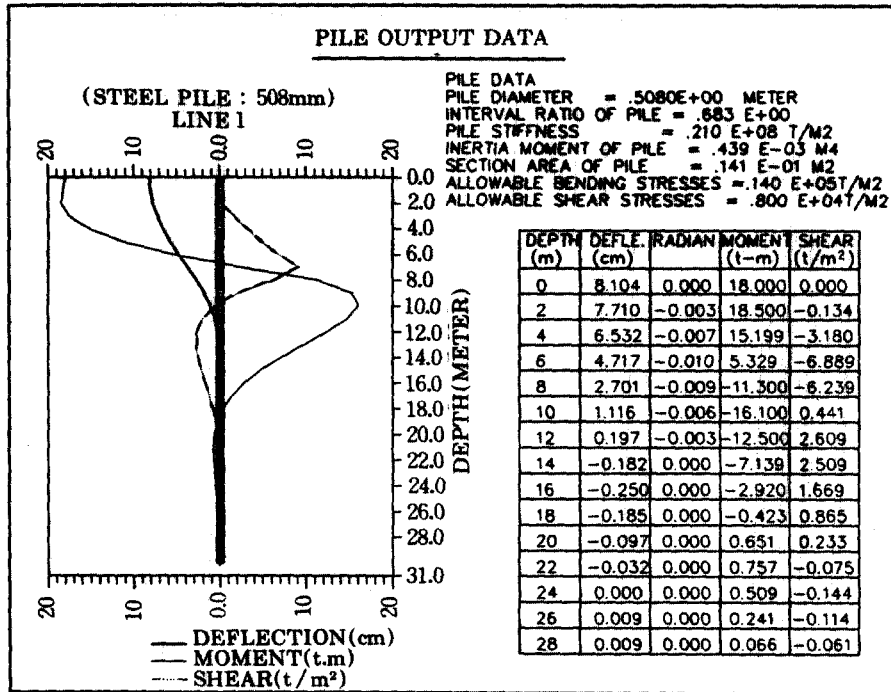 PILE OUTPUT DATA
(STEEL PILE : 508mm)
LINE 1
20
10
0.0
10
20
0.0
2.0
4.0
6.0
8.0
10.0
12.0
14.0
16.0
18.0
20.0
22.0
24.0
26.0
28.0
31.0
DEPTH(METER)
20
10
0.0
10
20
DEFLECTION(cm)
MOMENT(t.m)
SHEAR(t/m²)
PILE DATA
PILE DIAMETER = .5080E+00 METER
INTERVAL RATIO OF PILE = .683 E+00
PILE STIFFNESS = .210 E+08 T/M2
INERTIA MOMENT OF PILE = .439 E-03 M4
SECTION AREA OF PILE = .141 E-01 M2
ALLOWABLE BENDING STRESSES =.140 E+05T/M2
ALLOWABLE SHEAR STRESSES = .800 E+04T/M2
DEPTH (m) DEFLE. (cm) RADIAN MOMENT (t-m) SHEAR (t/m²)
0 8.104 0.000 18.000 0.000
2 7.710 -0.003 18.500 -0.134
4 6.532 -0.007 15.199 -3.180
6 4.717 -0.010 5.329 -6.889
8 2.701 -0.009 -11.300 -6.239
10 1.116 -0.006 -16.100 0.441
12 0.197 -0.003 -12.500 2.609
14 -0.182 0.000 -7.139 2.509
16 -0.250 0.000 -2.920 1.669
18 -0.185 0.000 -0.423 0.865
20 -0.097 0.000 0.651 0.233
22 -0.032 0.000 0.757 -0.075
24 0.000 0.000 0.509 -0.144
26 0.009 0.000 0.241 -0.114
28 0.009 0.000 0.066 -0.061